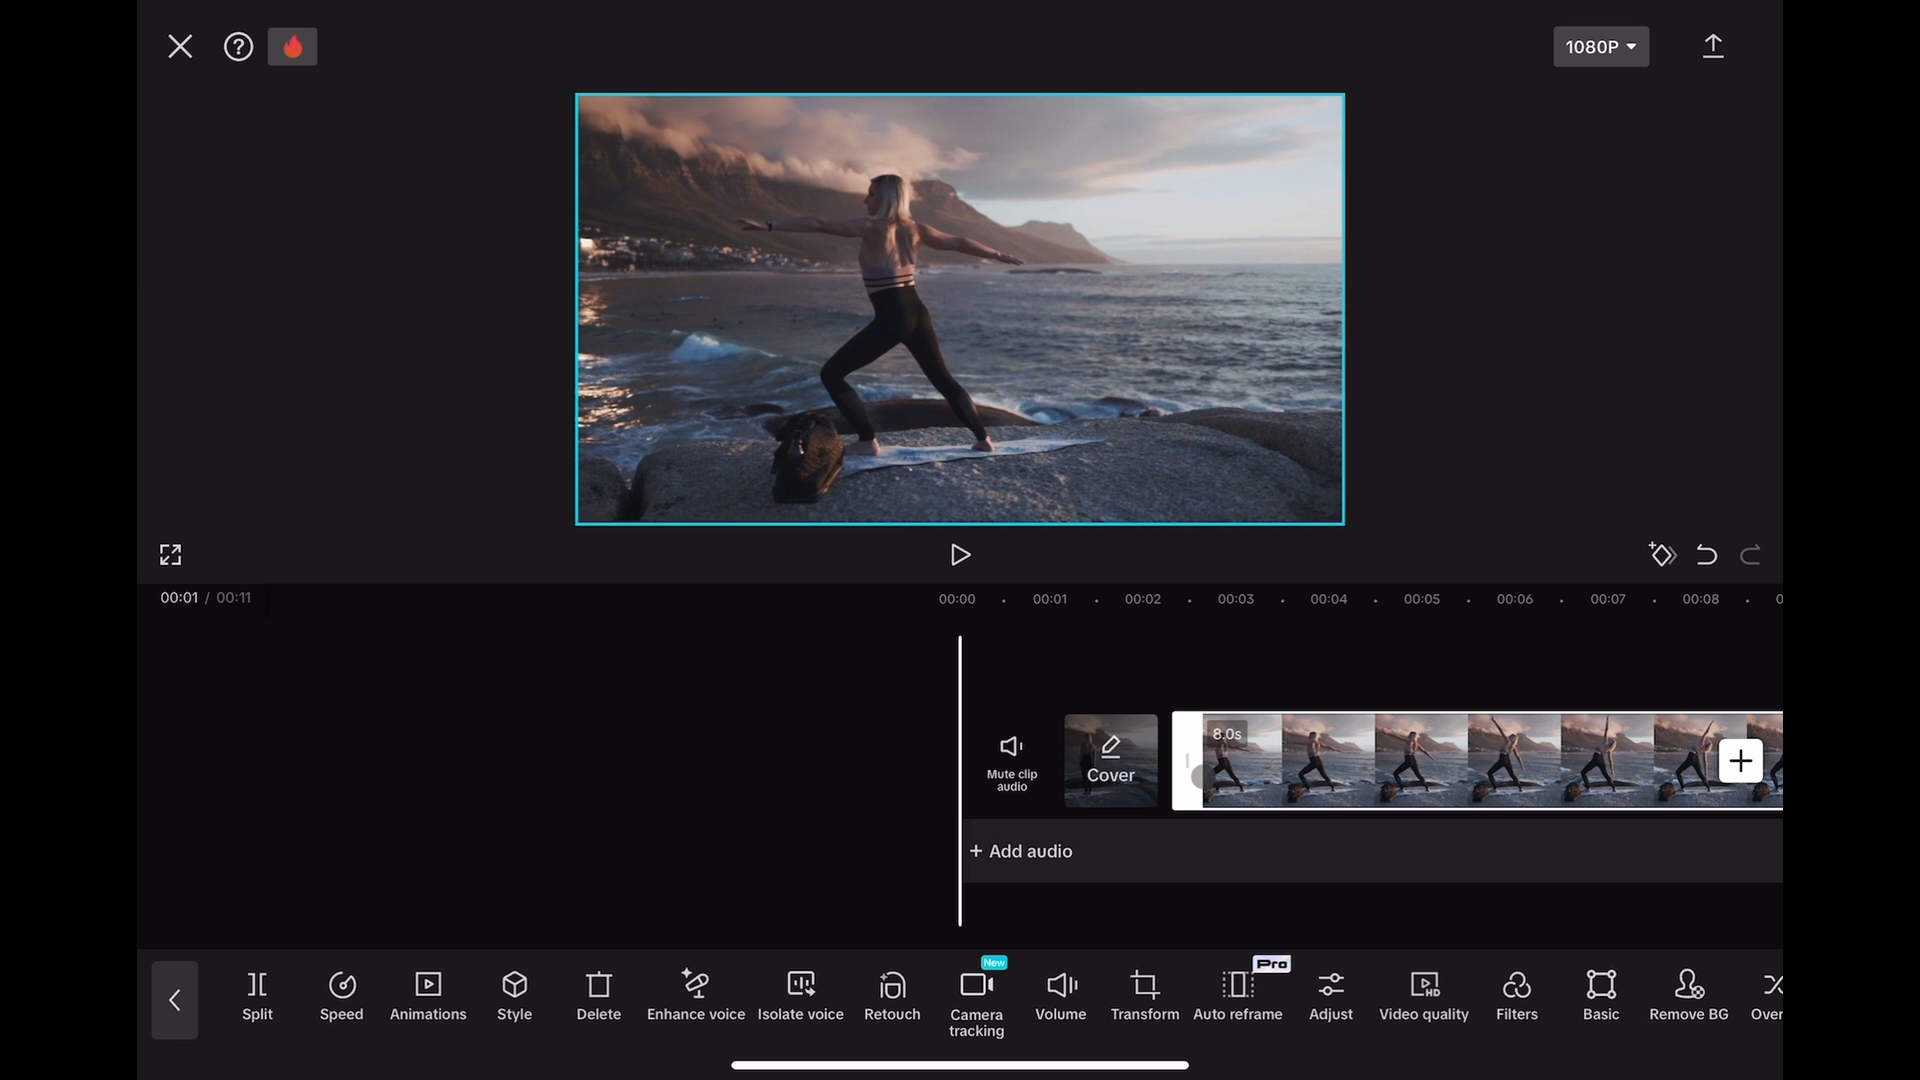 1080P
00:01 / 00:11
00:00 00:01 00:02 00:03 00:04 00:05 00:06 00:07 00:08
Mute clip
audio
Cover
8.0s
+ Add audio
Split
Speed
Animations
Style
Delete
Enhance voice
Isolate voice
Retouch
New
Camera
tracking
Volume
Transform
Pro
Auto reframe
Adjust
HD
Video quality
Filters
Basic
Remove BG
Over